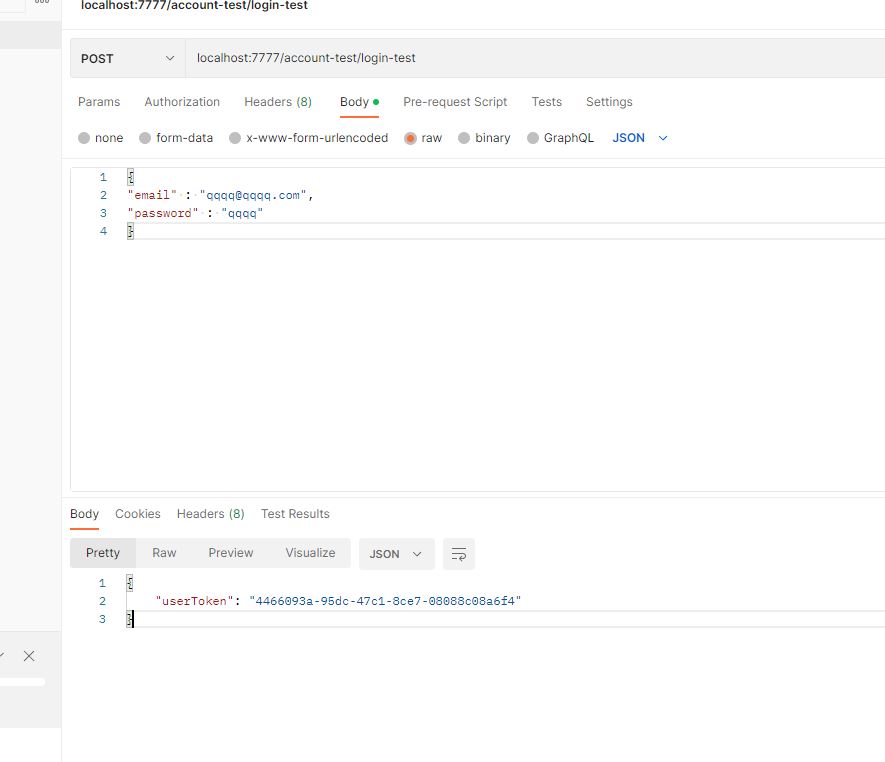 localhost:7777/account-test/login-test
POST localhost:7777/account-test/login-test
Params Authorization Headers (8) Body Pre-request Script Tests Settings
none form-data x-www-form-urlencoded raw binary GraphQL JSON
1 {
2 "email" : "qqqq@qqqq.com",
3 "password" : "qqqq"
4 }
Body Cookies Headers (8) Test Results
Pretty Raw Preview Visualize JSON
1 {
2 "userToken": "4466093a-95dc-47c1-8ce7-08088c08a6f4"
3 }